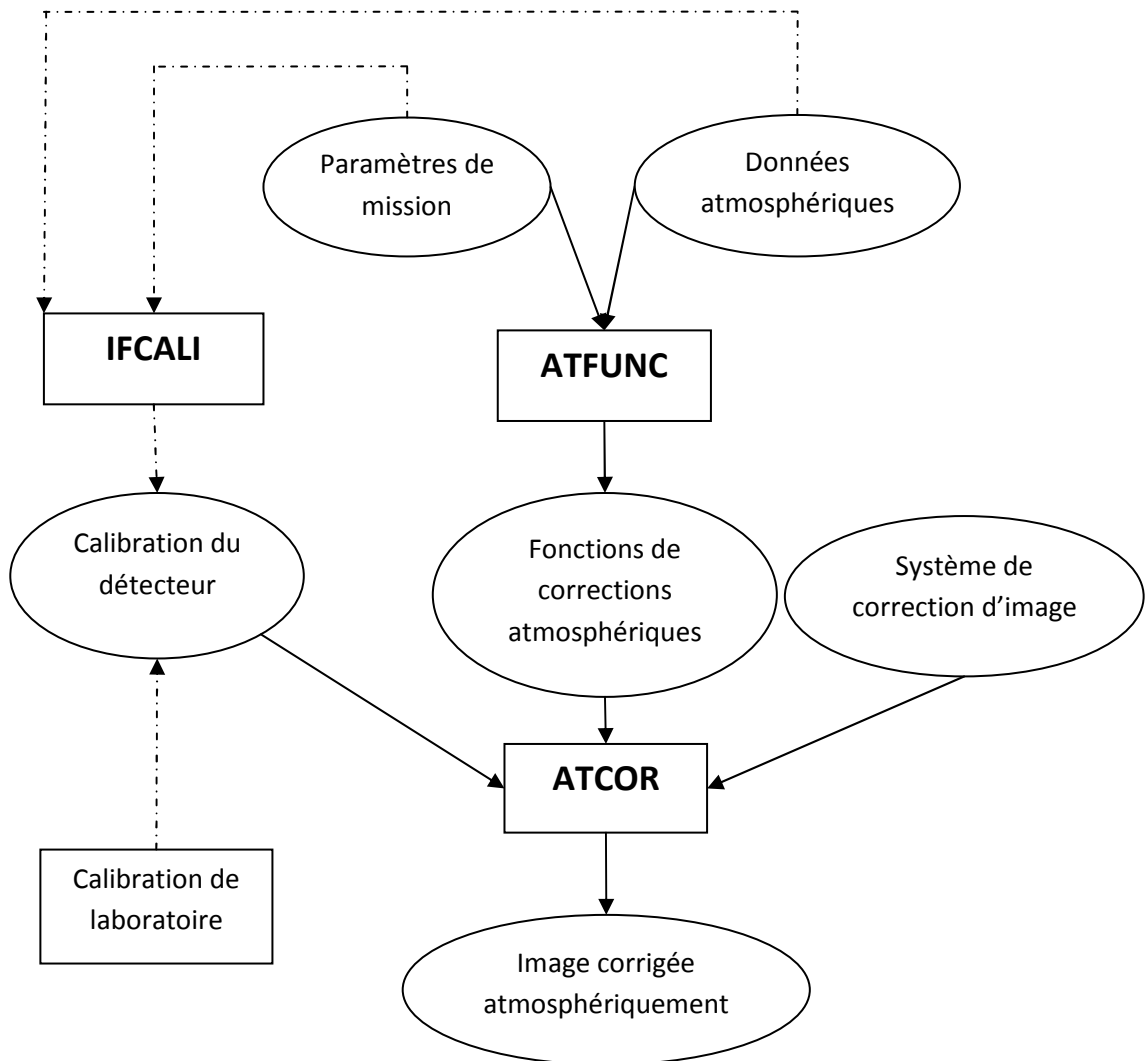 Paramètres de
mission
Données
atmosphériques
IFCALI
ATFUNC
Calibration du
détecteur
Fonctions de
corrections
atmosphériques
Système de
correction d’image
ATCOR
Calibration de
laboratoire
Image corrigée
atmosphériquement